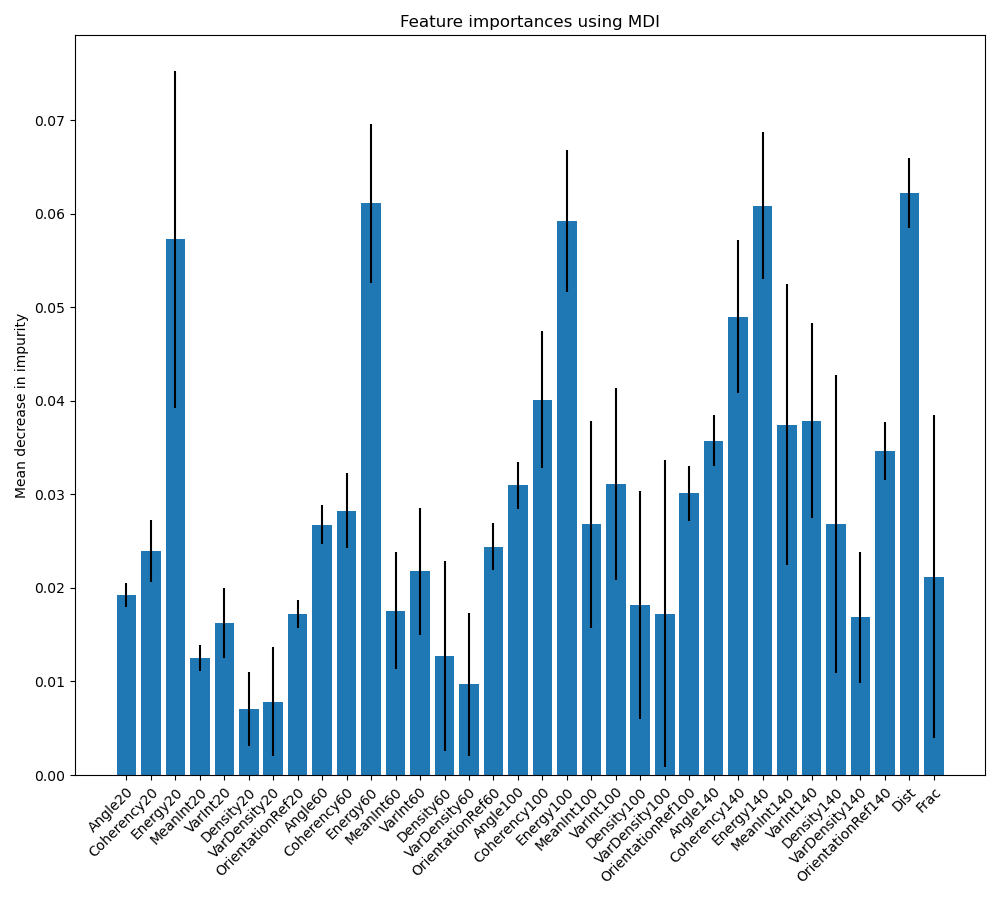 Feature importances using MDI
Mean decrease in impurity
0.07
0.06
0.05
0.04
0.03
0.02
0.01
0.00
Angle20
Coherency20
Energy20
MeanInt20
VarInt20
Density20
VarDensity20
OrientationRef20
Angle60
Coherency60
Energy60
MeanInt60
VarInt60
Density60
VarDensity60
OrientationRef60
Angle100
Coherency100
Energy100
MeanInt100
VarInt100
Density100
VarDensity100
OrientationRef100
Angle140
Coherency140
Energy140
MeanInt140
VarInt140
Density140
VarDensity140
OrientationRef140
Dist
Frac